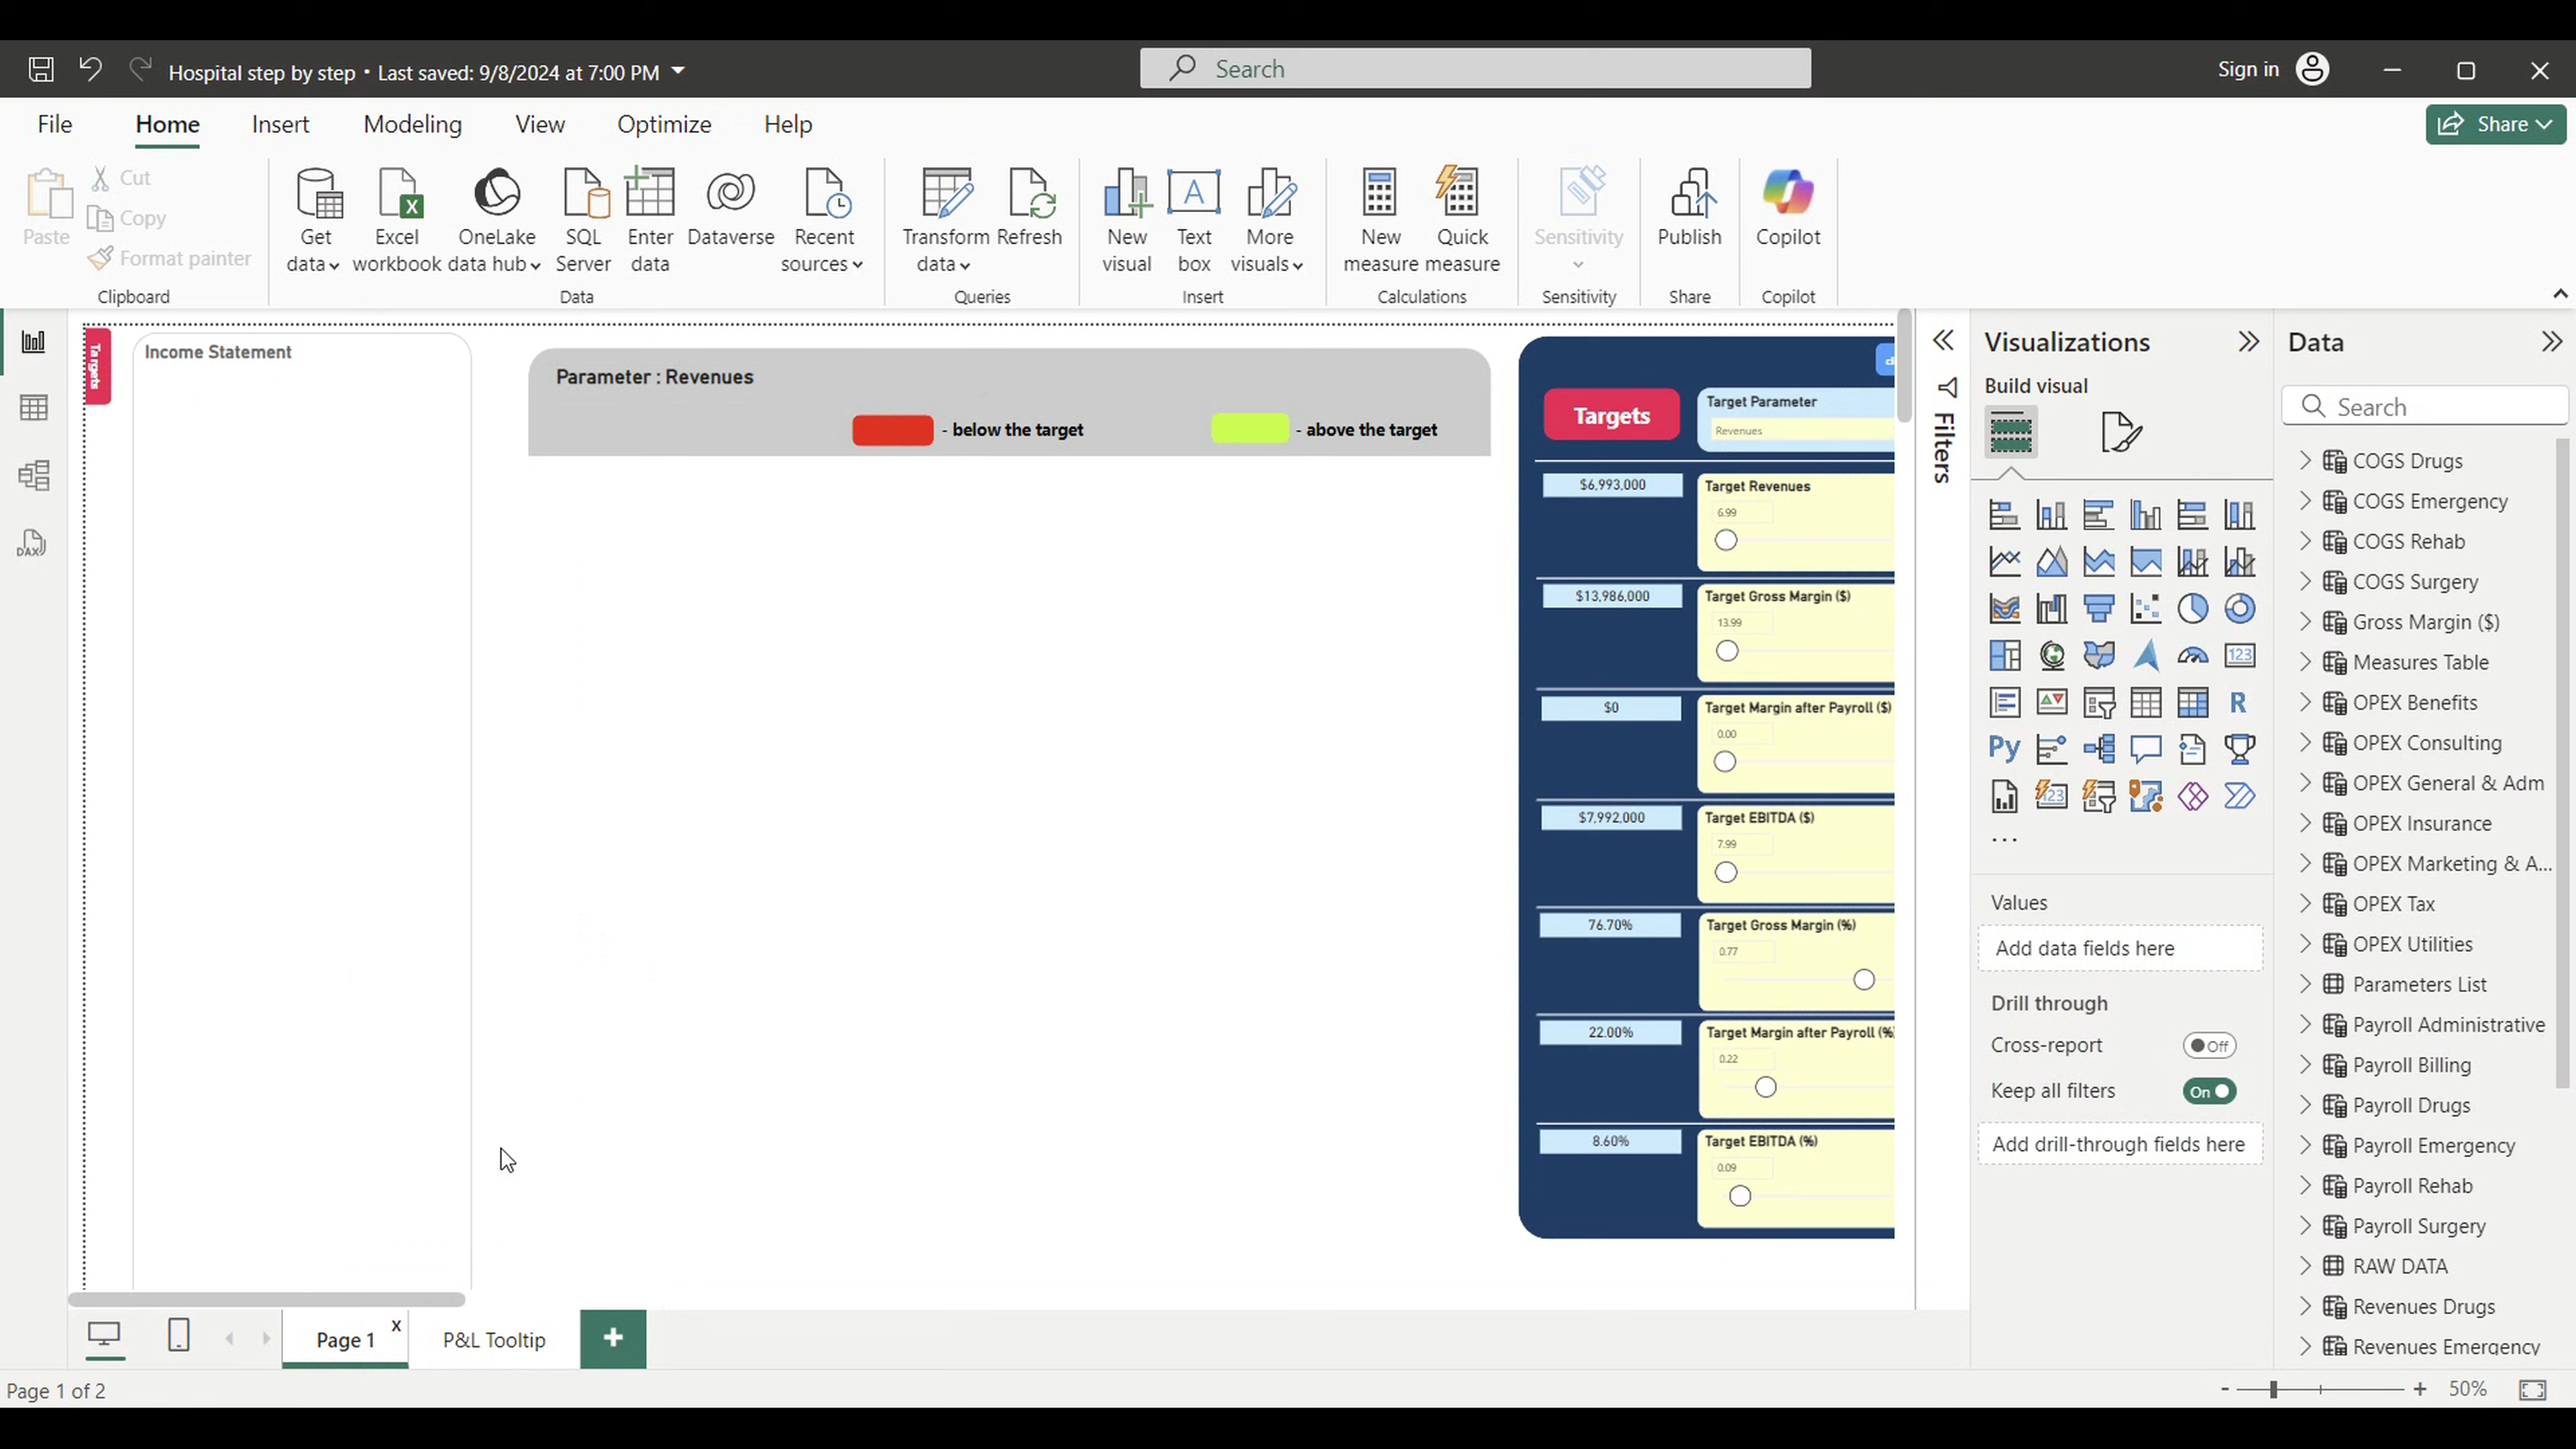 Hospital step by step • Last saved: 9/8/2024 at 7:00 PM
Search
Sign in
File
Home
Insert
Modeling
View
Optimize
Help
Share
Paste
Cut
Copy
Format painter
Clipboard
Get
data
Excel
workbook
OneLake
data hub
SQL
Server
Enter
data
Dataverse
Recent
sources
Data
Transform
data
Refresh
Queries
New
visual
Text
box
More
visuals
Insert
New
measure
Quick
measure
Calculations
Sensitivity
Sensitivity
Publish
Share
Copilot
Copilot
Targets
Income Statement
Parameter : Revenues
- below the target
- above the target
Targets
Target Parameter
Revenues
$6,993,000
Target Revenues
6.99
$13,986,000
Target Gross Margin ($)
13.99
$0
Target Margin after Payroll ($)
0.00
$7,992,000
Target EBITDA ($)
7.99
76.70%
Target Gross Margin (%)
0.77
22.00%
Target Margin after Payroll (%)
0.22
8.60%
Target EBITDA (%)
0.09
Filters
Visualizations
Build visual
R
Py
123
...
Values
Add data fields here
Drill through
Cross-report
Off
Keep all filters
On
Add drill-through fields here
Data
Search
COGS Drugs
COGS Emergency
COGS Rehab
COGS Surgery
Gross Margin ($)
Measures Table
OPEX Benefits
OPEX Consulting
OPEX General & Adm
OPEX Insurance
OPEX Marketing & A...
OPEX Tax
OPEX Utilities
Parameters List
Payroll Administrative
Payroll Billing
Payroll Drugs
Payroll Emergency
Payroll Rehab
Payroll Surgery
RAW DATA
Revenues Drugs
Revenues Emergency
DAX
Page 1
x
P&L Tooltip
+
Page 1 of 2
-
+
50%